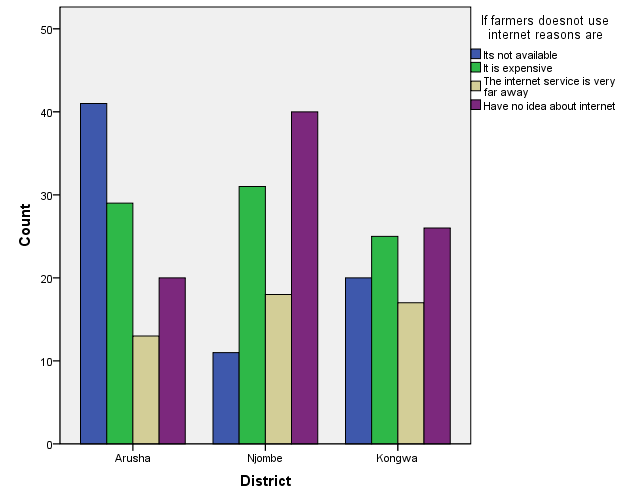 If farmers doesnot use
internet reasons are
Its not available
It is expensive
The internet service is very
far away
Have no idea about internet
50
40
30
20
10
0
Count
Arusha
Njombe
Kongwa
District